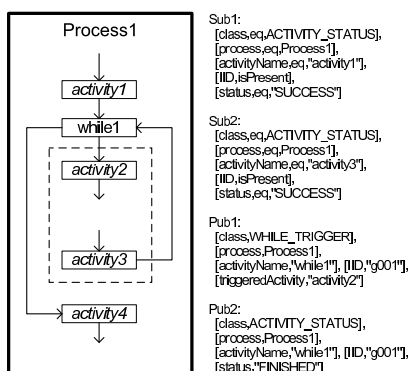 Process1
activity1
while1
activity2
activity3
activity4
Sub1:
[class,eq,ACTIVITY_STATUS],
[process,eq,Process1],
[activityName,eq,"activity1"],
[IID,isPresent],
[status,eq,"SUCCESS"]
Sub2:
[class,eq,ACTIVITY_STATUS],
[process,eq,Process1],
[activityName,eq,"activity3"],
[IID,isPresent],
[status,eq,"SUCCESS"]
Pub1:
[class,WHILE_TRIGGER],
[process,Process1],
[activityName,"while1"], [IID,"g001"],
[triggeredActivity,"activity2"]
Pub2:
[class,ACTIVITY_STATUS],
[process,Process1],
[activityName,"while1"], [IID,"g001"],
[status,"FINISHED"]